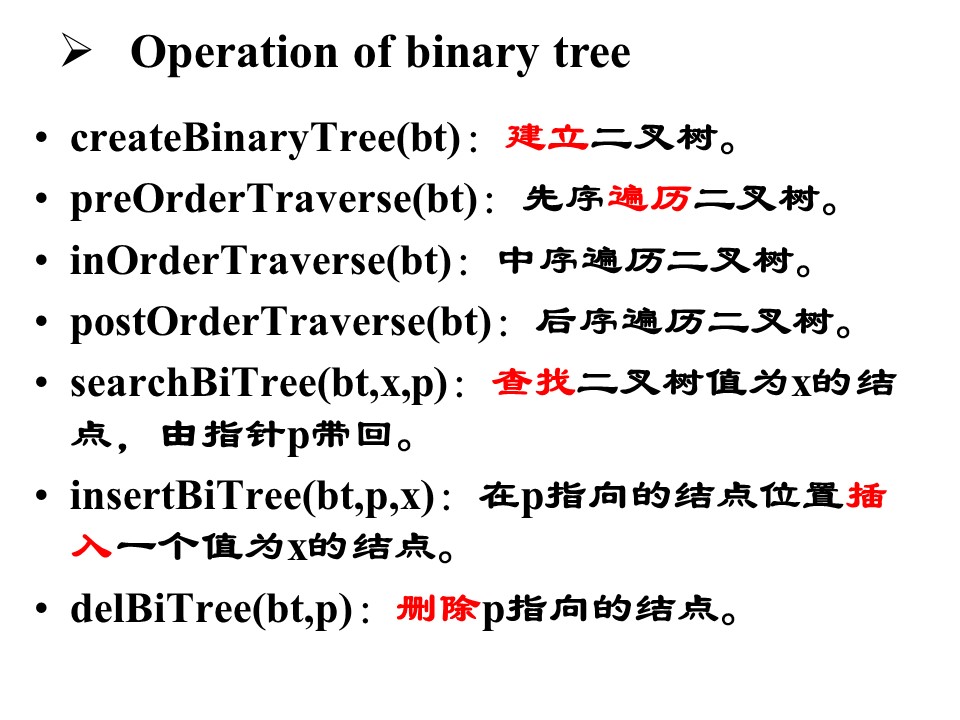 ➢ Operation of binary tree
• createBinaryTree(bt)：建立二叉树。
• preOrderTraverse(bt)：先序遍历二叉树。
• inOrderTraverse(bt)：中序遍历二叉树。
• postOrderTraverse(bt)：后序遍历二叉树。
• searchBiTree(bt,x,p)：查找二叉树值为x的结
点，由指针p带回。
• insertBiTree(bt,p,x)：在p指向的结点位置插
入一个值为x的结点。
• delBiTree(bt,p)：删除p指向的结点。